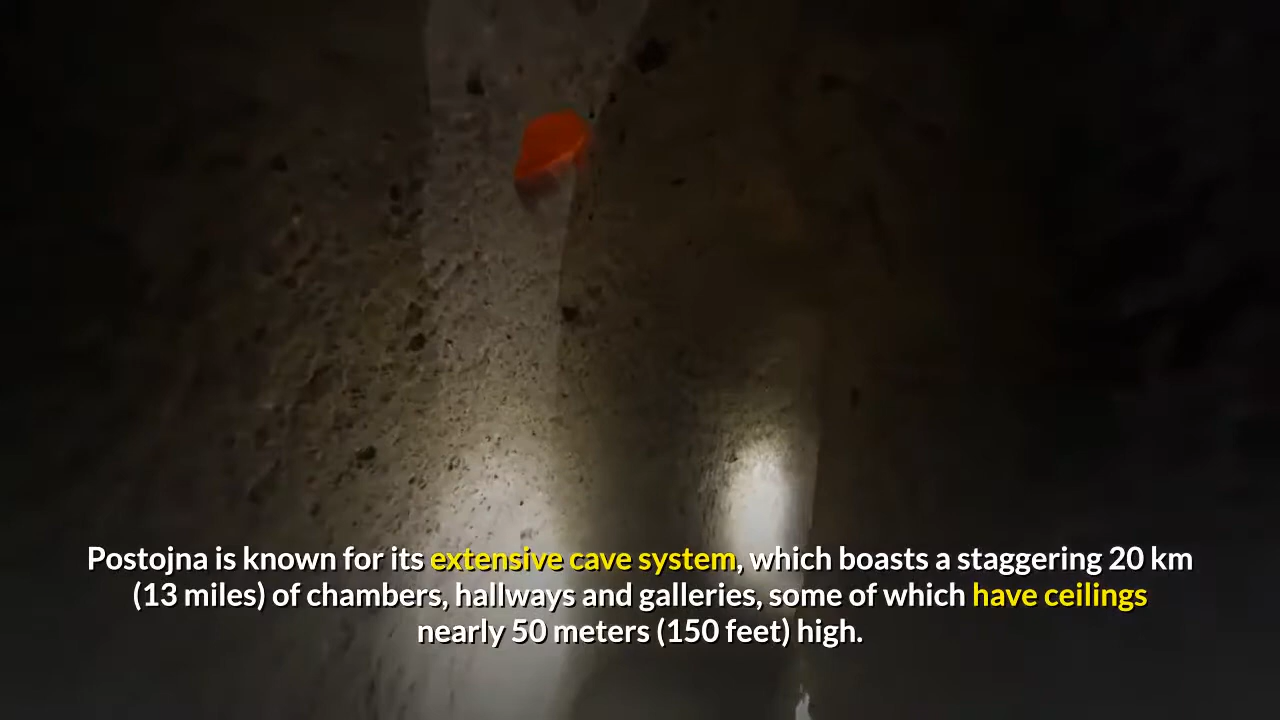 Postojna is known for its extensive cave system, which boasts a staggering 20 km
(13 miles) of chambers, hallways and galleries, some of which have ceilings
nearly 50 meters (150 feet) high.